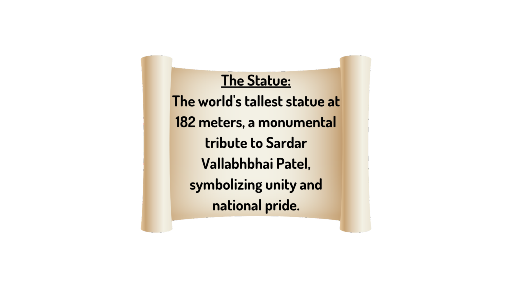 The Statue:
The world's tallest statue at
182 meters, a monumental
tribute to Sardar
Vallabhbhai Patel,
symbolizing unity and
national pride.